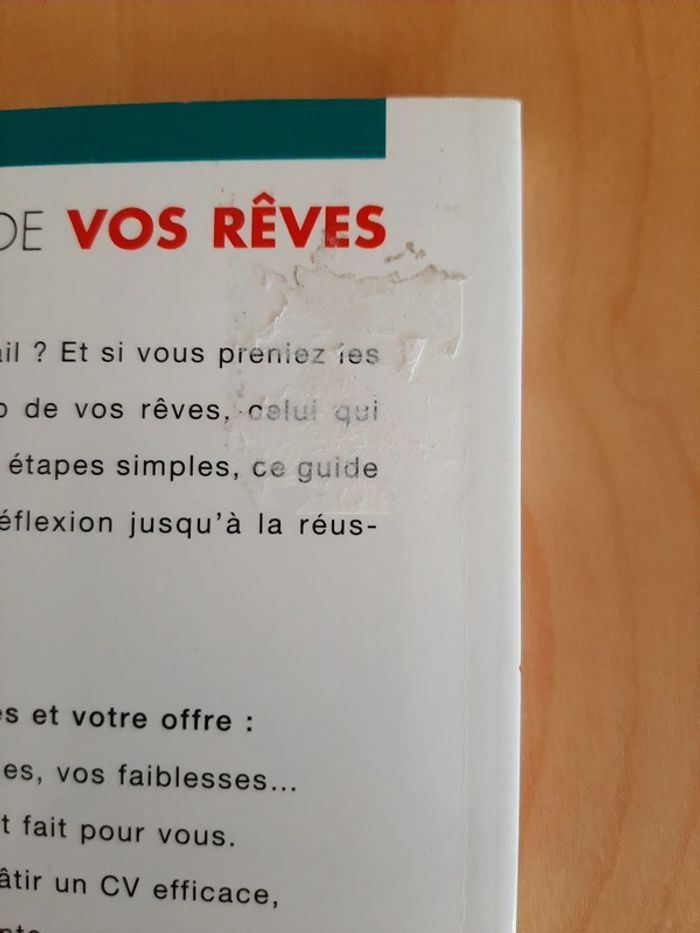 DE VOS RÊVES
ail ? Et si vous preniez les
de vos rêves, celui qui
étapes simples, ce guide
éflexion jusqu'à la réus-
es et votre offre :
es, vos faiblesses...
t fait pour vous.
âtir un CV efficace,